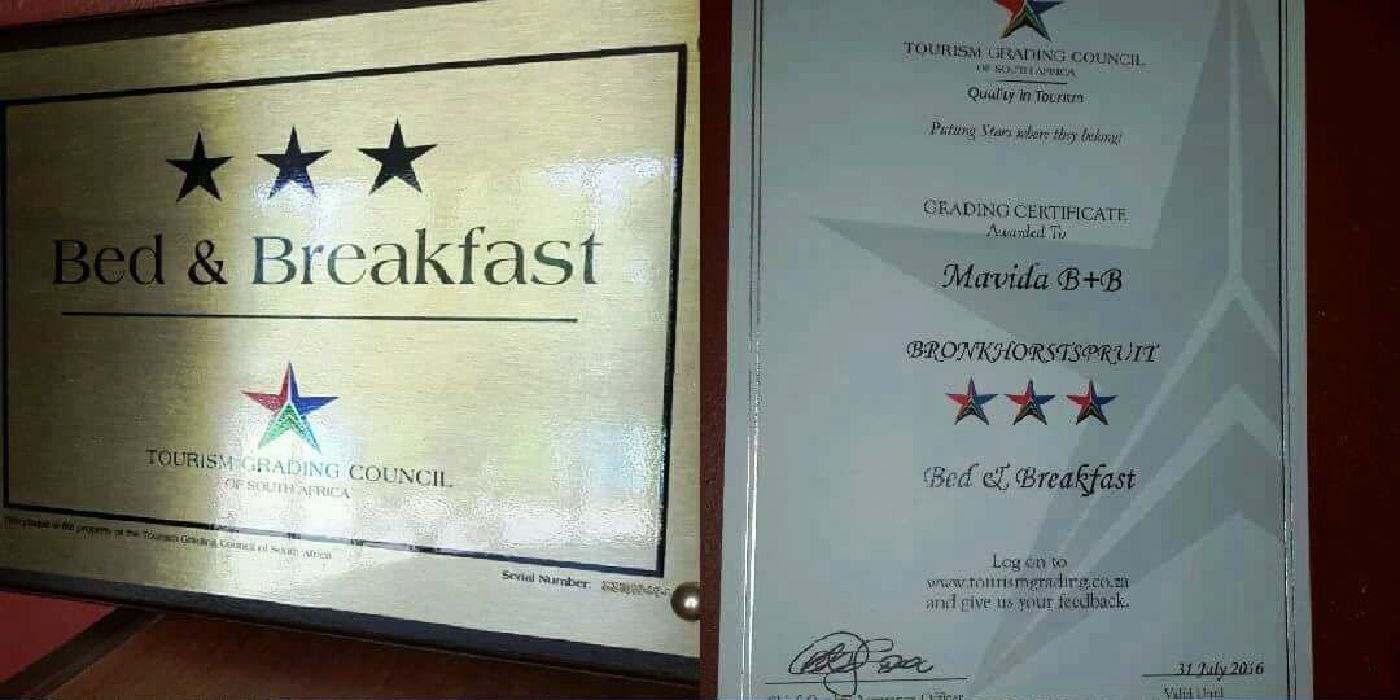 Bed & Breakfast
TOURISM GRADING COUNCIL
OF SOUTH AFRICA
This plaque is the property of the Tourism Grading Council of South Africa
Serial Number:
TOURISM GRADING COUNCIL
OF SOUTH AFRICA
Quality In Tourism
Putting Stars where they belong!
GRADING CERTIFICATE
Awarded To
Mavida B+B
BRONKHORSTSPRUIT
Bed & Breakfast
Log on to
www.tourismgrading.co.za
and give us your feedback.
31 July 2016
Valid Until